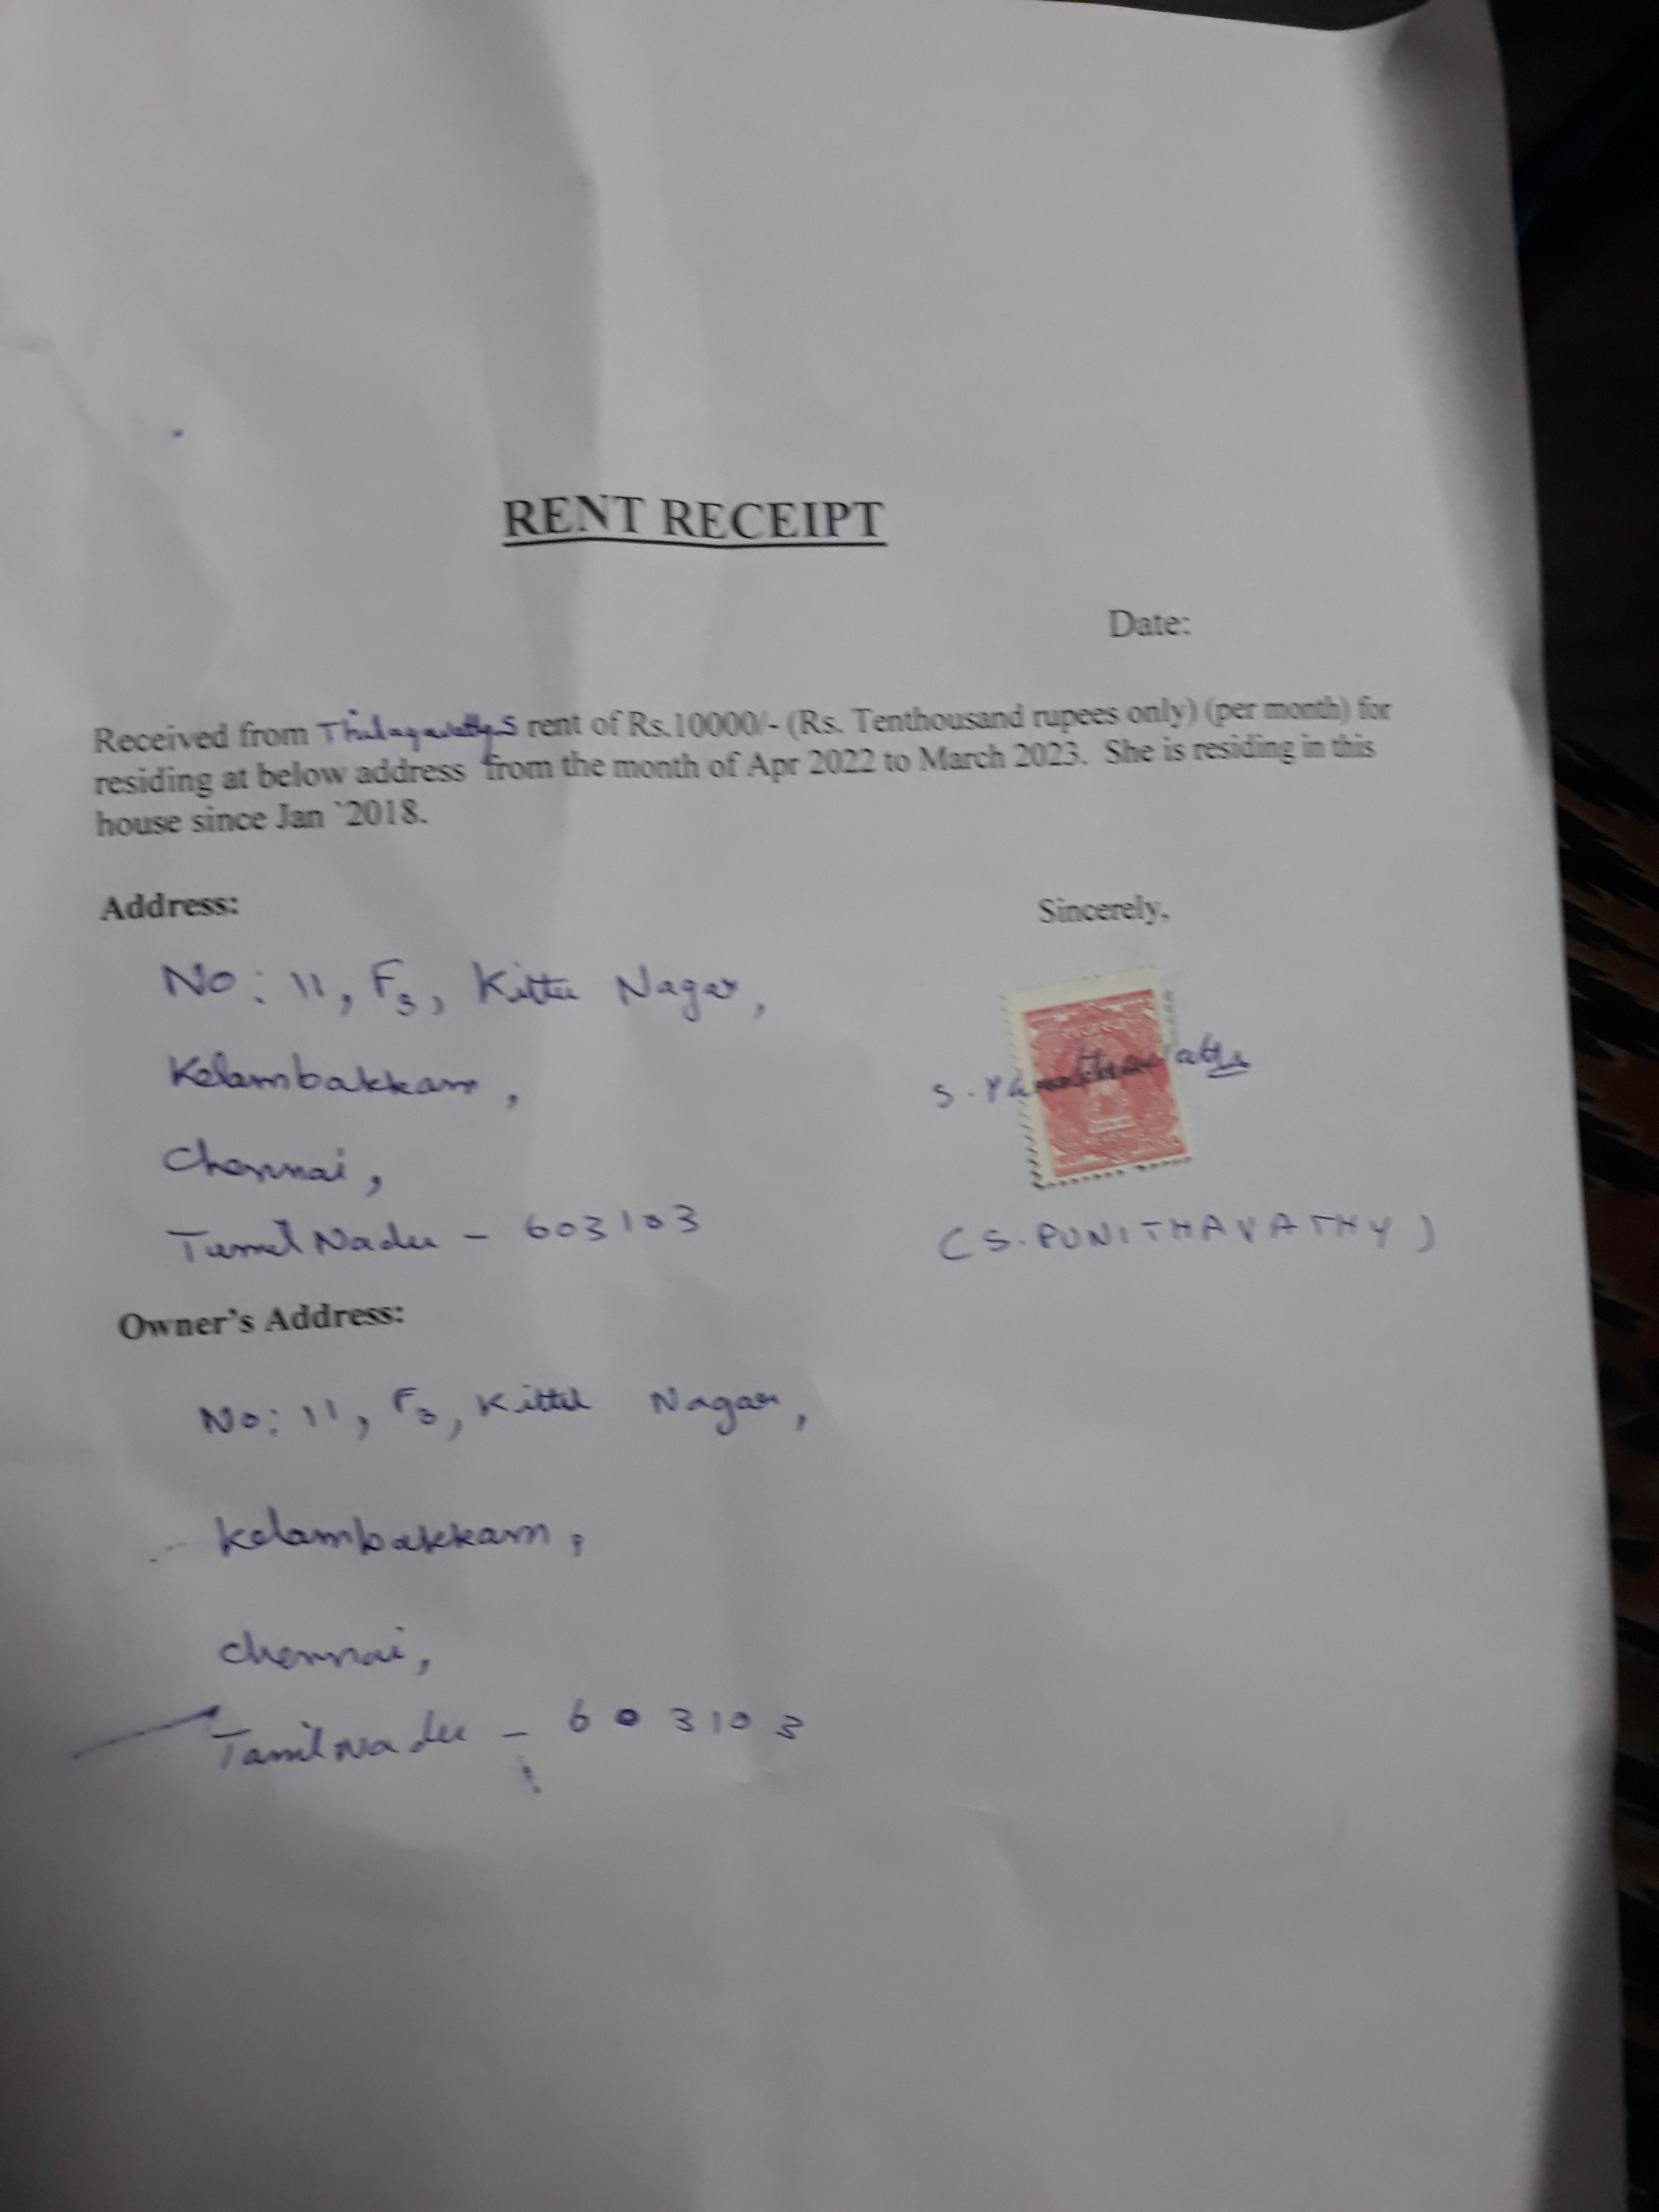 RENT RECEIPT
Date:
Received from Thilagavathy S rent of Rs.10000/- (Rs. Tenthousand rupees only) (per month) for
residing at below address from the month of Apr 2022 to March 2023. She is residing in this
house since Jan `2018.
Address:
Sincerely,
No: 11, F3, Kittu Nagar,
Kelambakkam,
Chennai,
Tamil Nadu - 603103
S.
(S. PUNITHAVATHY)
Owner's Address:
No: 11, F3, Kittu Nagar,
Kelambakkam,
Chennai,
Tamil Nadu - 603103